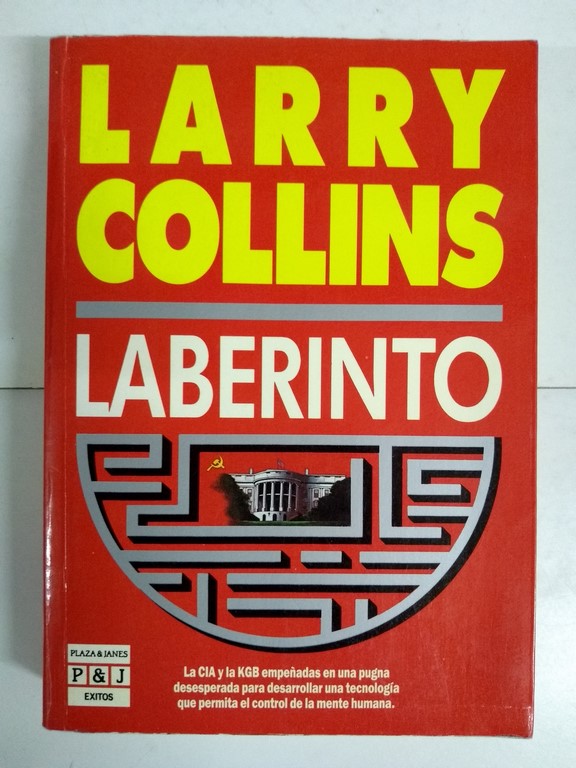 LARRY
COLLINS
LABERINTO
PLAZA & JANES
P & J
EXITOS
La CIA y la KGB empeñadas en una pugna
desesperada para desarrollar una tecnología
que permita el control de la mente humana.